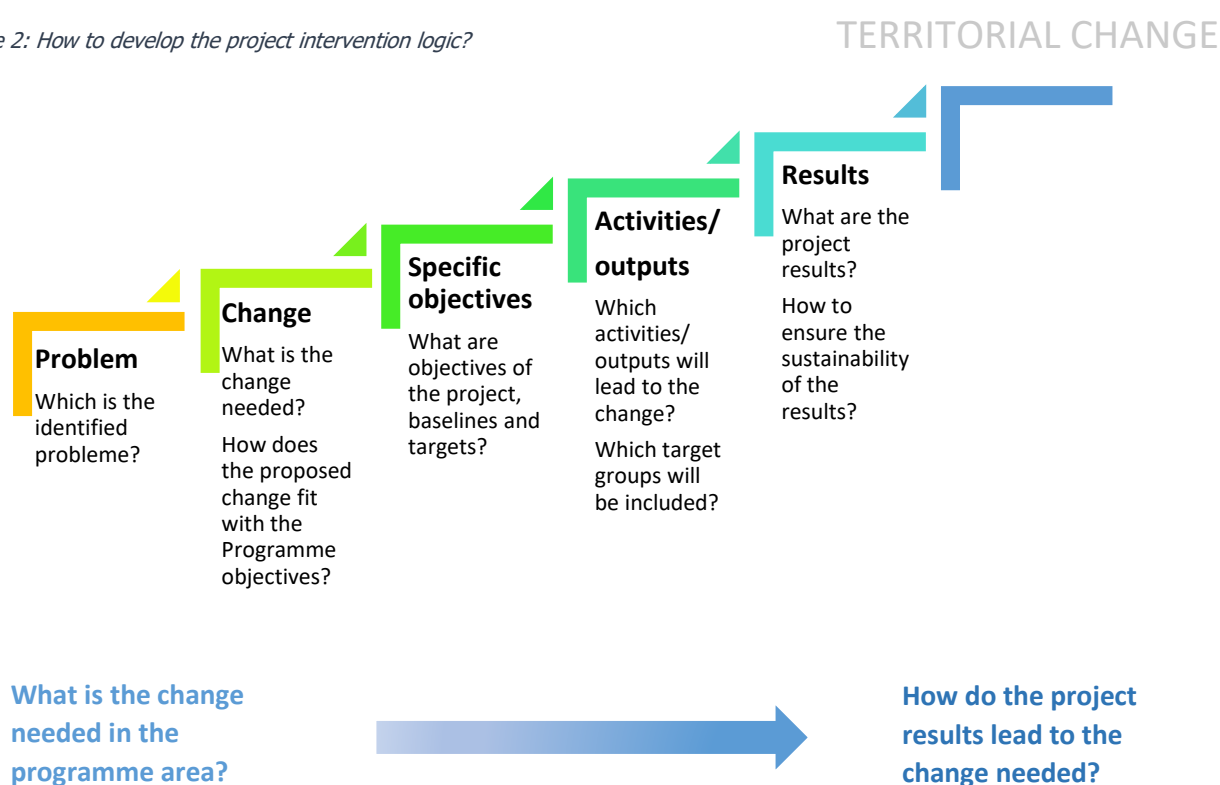 e 2: How to develop the project intervention logic?
TERRITORIAL CHANGE
Problem
Which is the
identified
probleme?
Change
What is the
change
needed?
How does
the proposed
change fit
with the
Programme
objectives?
Specific
objectives
What are
objectives of
the project,
baselines and
targets?
Activities/
outputs
Which
activities/
outputs will
lead to the
change?
Which target
groups will
be included?
Results
What are the
project
results?
How to
ensure the
sustainability
of the
results?
What is the change
needed in the
programme area?
How do the project
results lead to the
change needed?